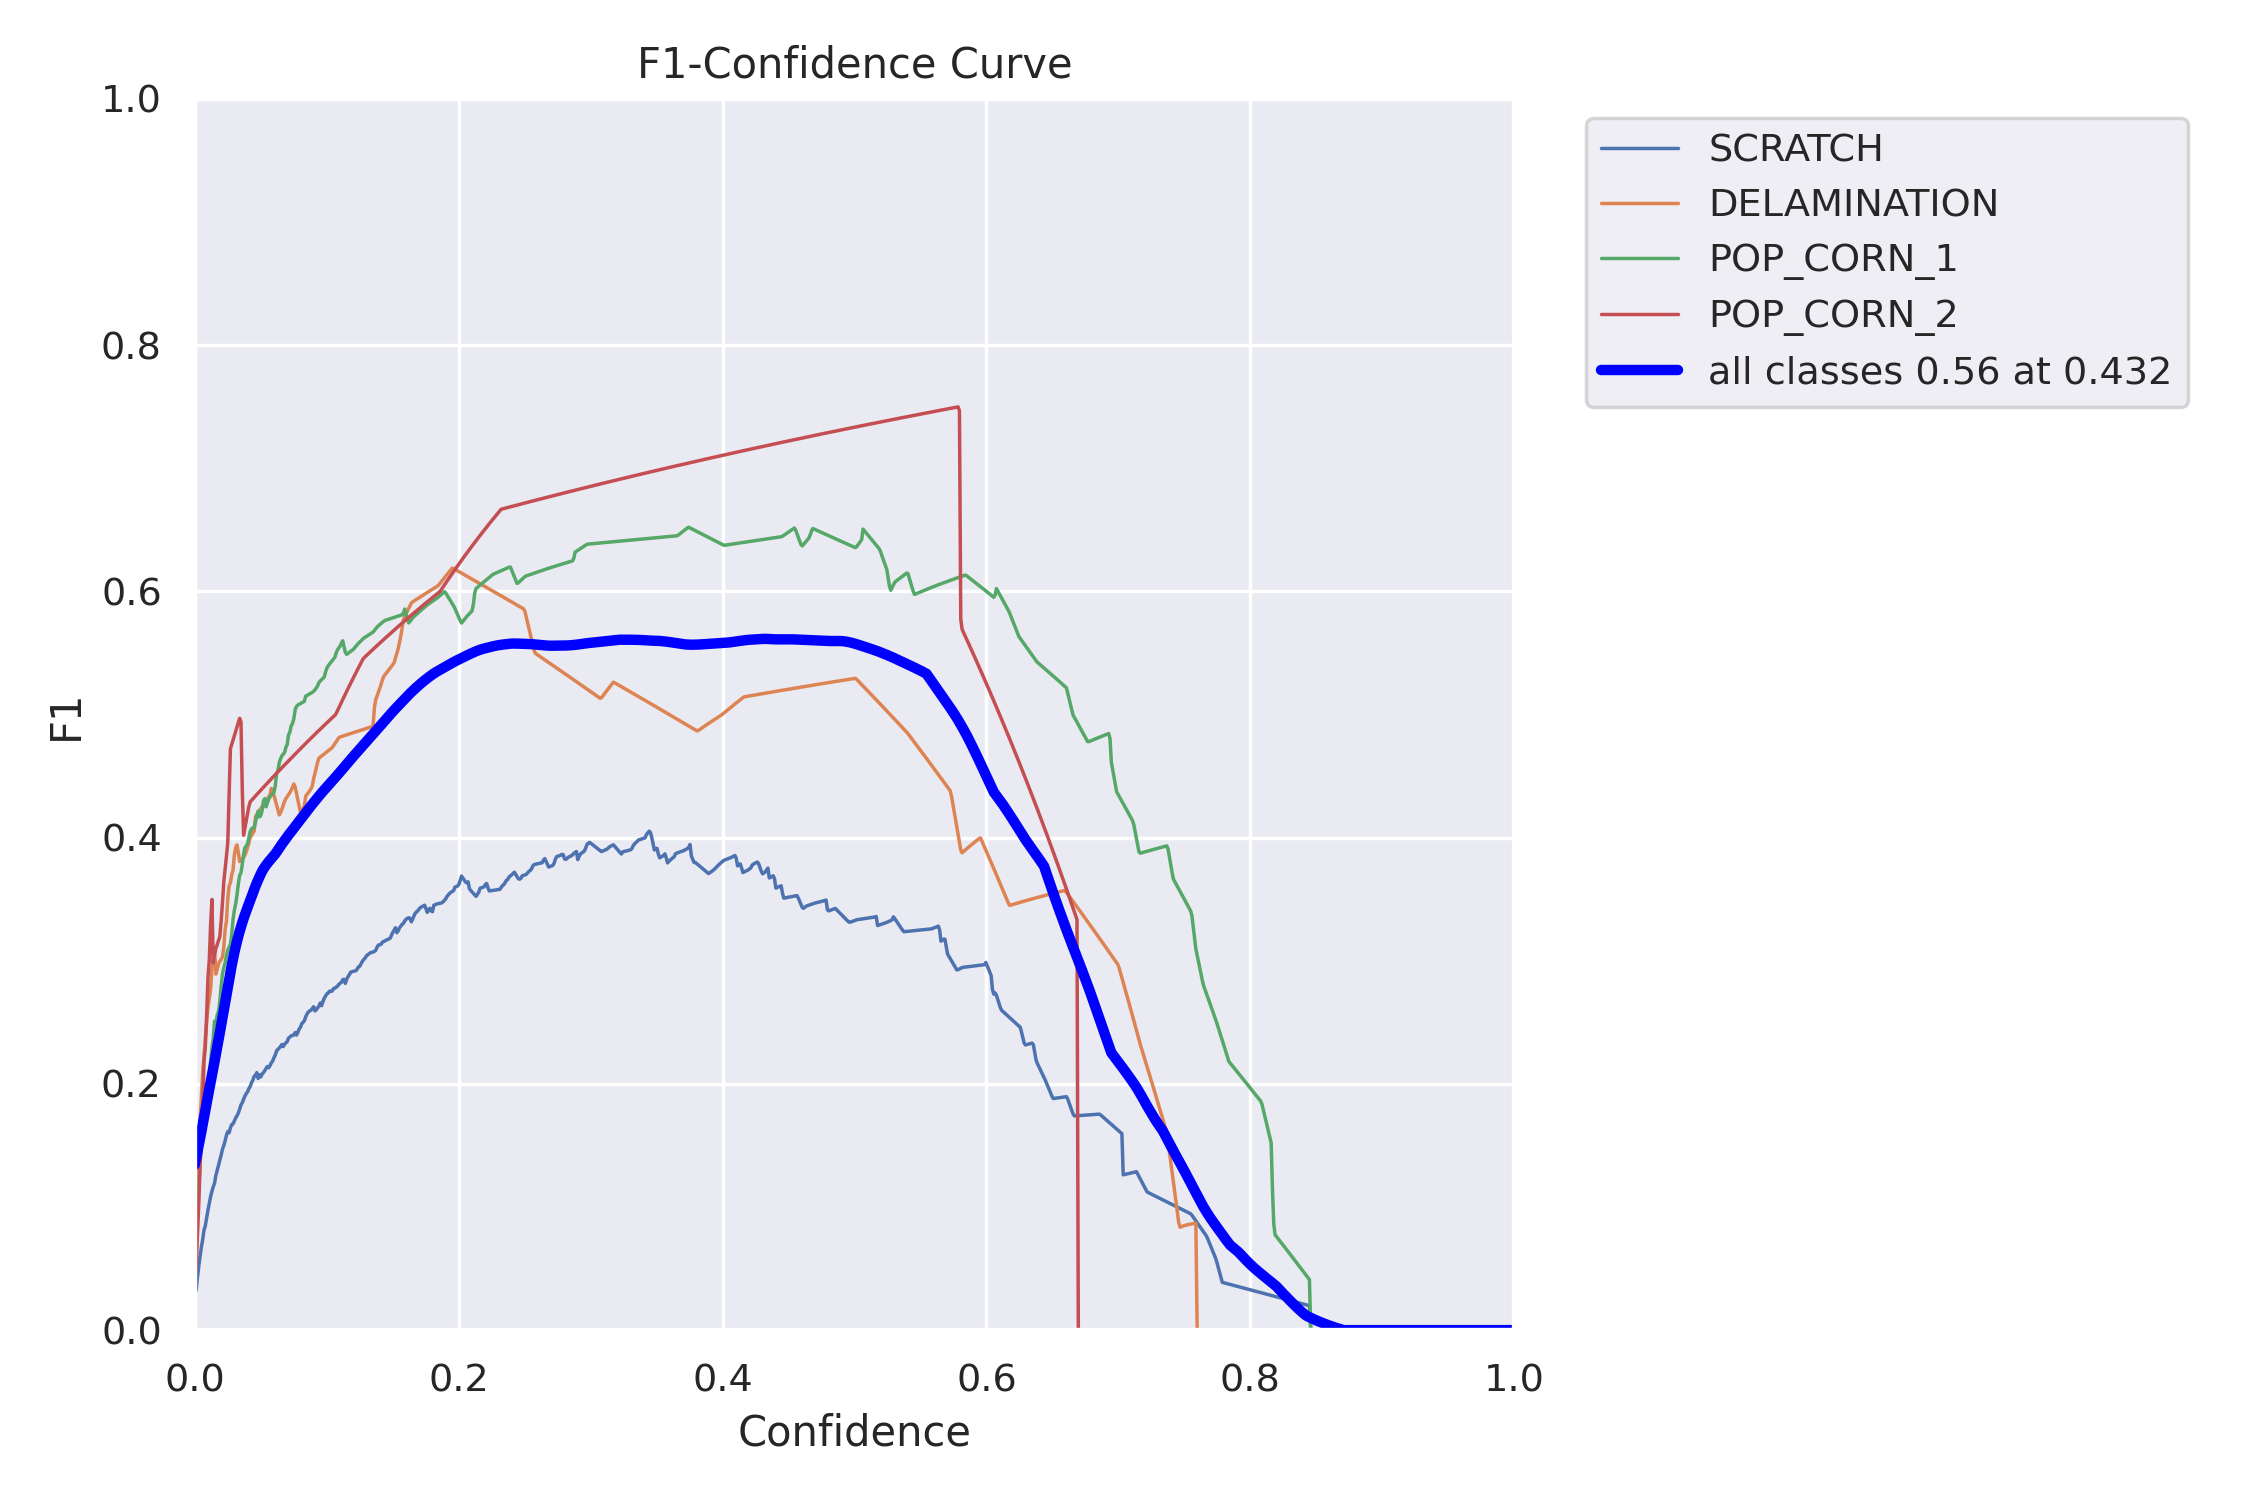 F1-Confidence Curve
1.0
0.8
0.6
0.4
0.2
0.0
F1
0.0 0.2 0.4 0.6 0.8 1.0
Confidence
SCRATCH
DELAMINATION
POP_CORN_1
POP_CORN_2
all classes 0.56 at 0.432